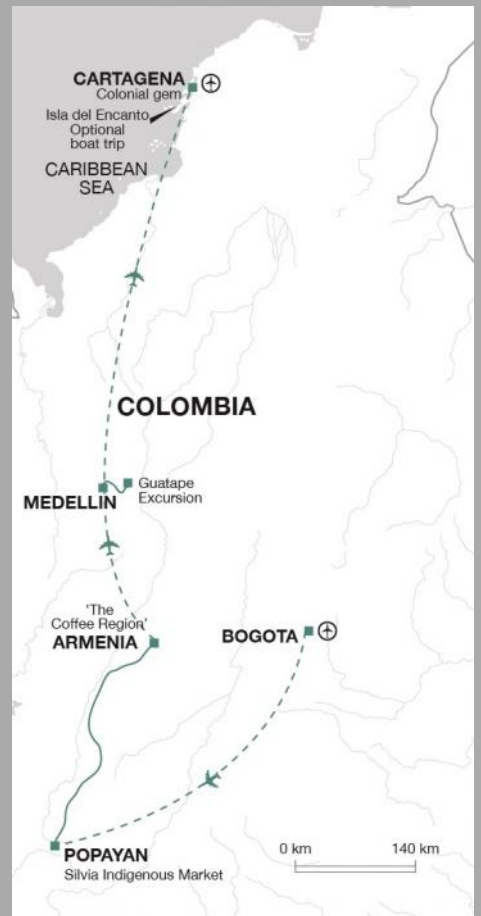 CARTAGENA
Colonial gem
Isla del Encanto
Optional
boat trip
CARIBBEAN
SEA
COLOMBIA
Guatape
Excursion
MEDELLIN
'The
Coffee Region'
ARMENIA
BOGOTA
0 km 140 km
POPAYAN
Silvia Indigenous Market